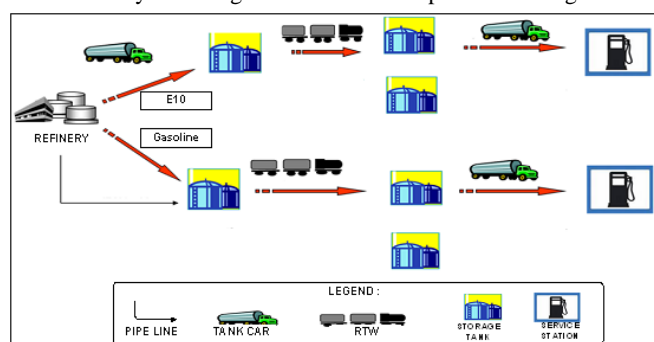 E10
REFINERY
Gasoline
LEGEND :
PIPE LINE
TANK CAR
RTW
STORAGE
TANK
SERVICE
STATION